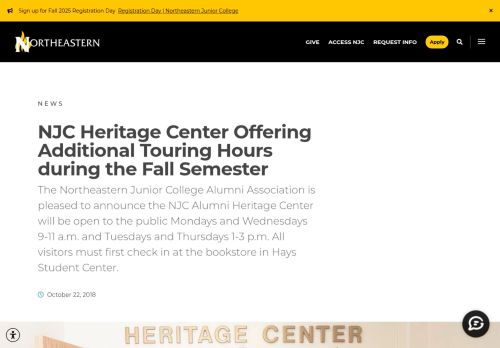 Sign up for Fall 2025 Registration Day  Registration Day | Northeastern Junior College ×
NORTHEASTERN GIVE ACCESS NJC REQUEST INFO Apply
NEWS
NJC Heritage Center Offering
Additional Touring Hours
during the Fall Semester
The Northeastern Junior College Alumni Association is
pleased to announce the NJC Alumni Heritage Center
will be open to the public Mondays and Wednesdays
9-11 a.m. and Tuesdays and Thursdays 1-3 p.m. All
visitors must first check in at the bookstore in Hays
Student Center.
October 22, 2018
HERITAGE CENTER